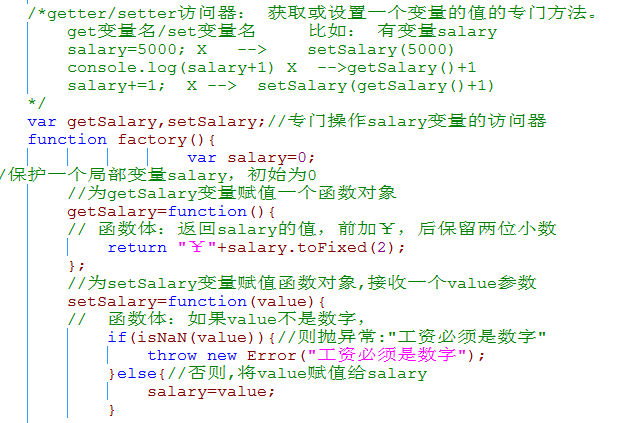 /*getter/setter访问器： 获取或设置一个变量的值的专门方法。
get变量名/set变量名 比如： 有变量salary
salary=5000; X --> setSalary(5000)
console.log(salary+1) X -->getSalary()+1
salary+=1; X --> setSalary(getSalary()+1)
*/
var getSalary,setSalary;//专门操作salary变量的访问器
function factory(){
var salary=0;
/保护一个局部变量salary，初始为0
//为getSalary变量赋值一个函数对象
getSalary=function(){
// 函数体：返回salary的值，前加￥，后保留两位小数
return "￥"+salary.toFixed(2);
};
//为setSalary变量赋值函数对象,接收一个value参数
setSalary=function(value){
// 函数体：如果value不是数字，
if(isNaN(value)){//则抛异常:"工资必须是数字"
throw new Error("工资必须是数字");
}else{//否则,将value赋值给salary
salary=value;
}